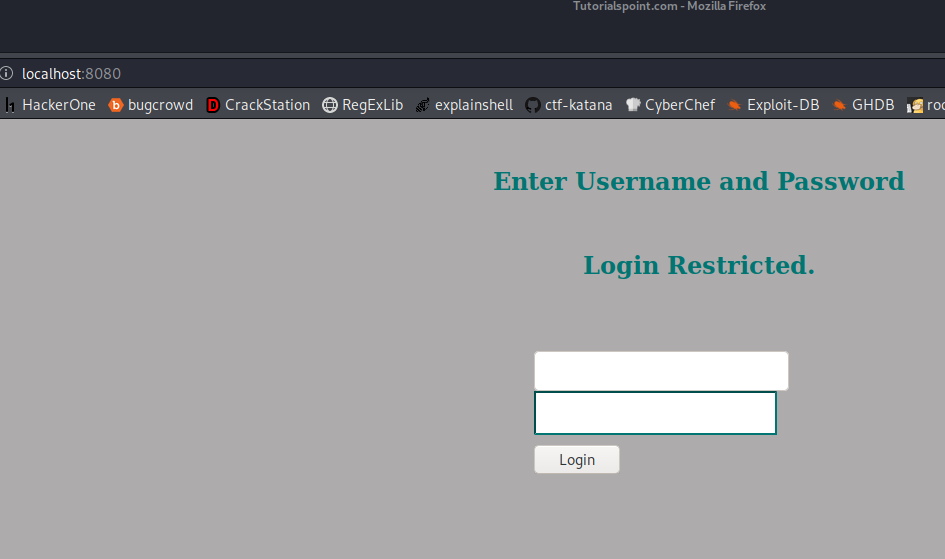 Tutorialspoint.com - Mozilla Firefox
localhost:8080
HackerOne bugcrowd CrackStation RegExLib explainshell ctf-katana CyberChef Exploit-DB GHDB
Enter Username and Password
Login Restricted.
Login